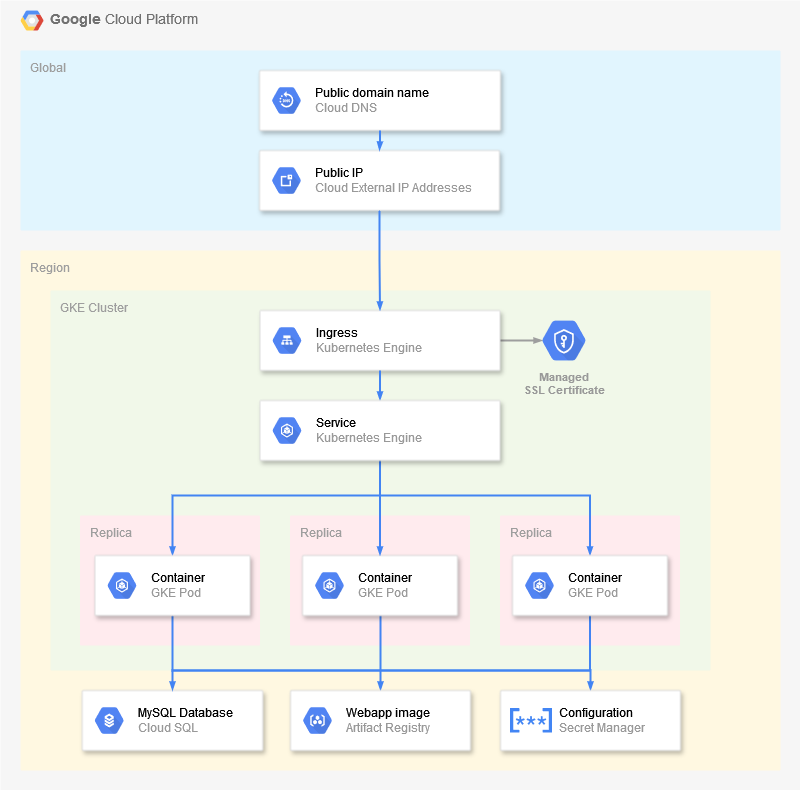 Google Cloud Platform
Global
Public domain name
Cloud DNS
Public IP
Cloud External IP Addresses
Region
GKE Cluster
Ingress
Kubernetes Engine
Managed
SSL Certificate
Service
Kubernetes Engine
Replica
Replica
Replica
Container
GKE Pod
Container
GKE Pod
Container
GKE Pod
MySQL Database
Cloud SQL
Webapp image
Artifact Registry
[***]
Configuration
Secret Manager